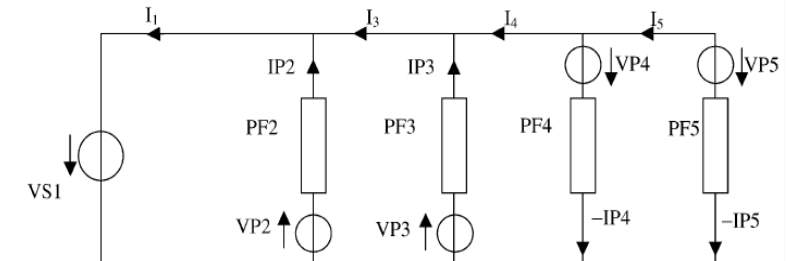 I1 I3 I4 I5
IP2 IP3 VP4 VP5
PF2 PF3 PF4 PF5
VS1
VP2 VP3 –IP4 –IP5